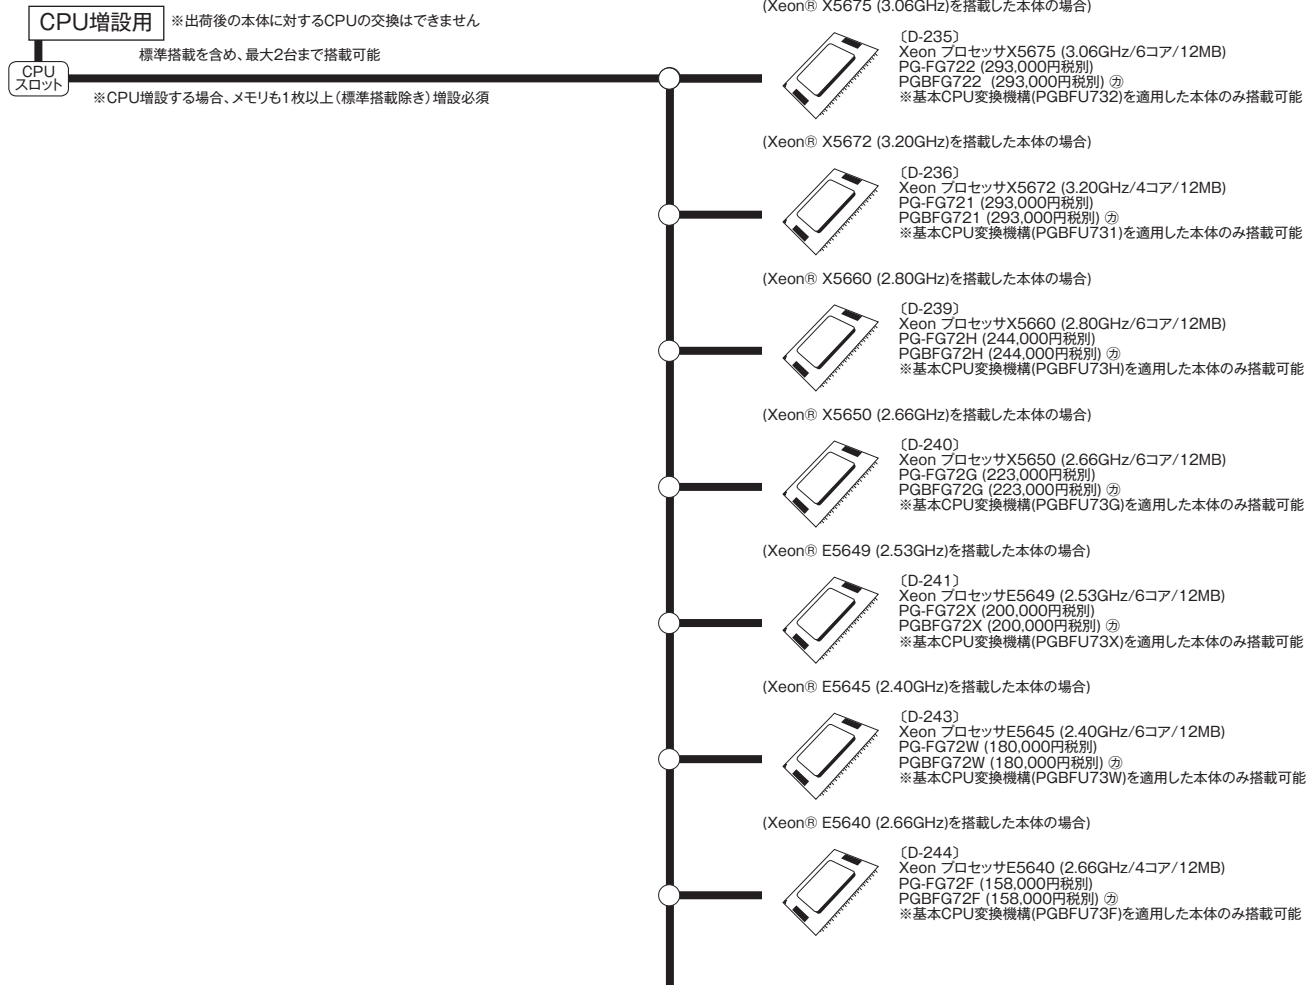 CPU増設用
※出荷後の本体に対するCPUの交換はできません
標準搭載を含め、最大2台まで搭載可能
CPU
スロット
※CPU増設する場合、メモリも1枚以上(標準搭載除き)増設必須
(Xeon® X5675 (3.06GHz)を搭載した本体の場合)
〔D-235〕
Xeon プロセッサX5675 (3.06GHz/6コア/12MB)
PG-FG722 (293,000円税別)
PGBFG722 (293,000円税別) ㋕
※基本CPU変換機構(PGBFU732)を適用した本体のみ搭載可能
(Xeon® X5672 (3.20GHz)を搭載した本体の場合)
〔D-236〕
Xeon プロセッサX5672 (3.20GHz/4コア/12MB)
PG-FG721 (293,000円税別)
PGBFG721 (293,000円税別) ㋕
※基本CPU変換機構(PGBFU731)を適用した本体のみ搭載可能
(Xeon® X5660 (2.80GHz)を搭載した本体の場合)
〔D-239〕
Xeon プロセッサX5660 (2.80GHz/6コア/12MB)
PG-FG72H (244,000円税別)
PGBFG72H (244,000円税別) ㋕
※基本CPU変換機構(PGBFU73H)を適用した本体のみ搭載可能
(Xeon® X5650 (2.66GHz)を搭載した本体の場合)
〔D-240〕
Xeon プロセッサX5650 (2.66GHz/6コア/12MB)
PG-FG72G (223,000円税別)
PGBFG72G (223,000円税別) ㋕
※基本CPU変換機構(PGBFU73G)を適用した本体のみ搭載可能
(Xeon® E5649 (2.53GHz)を搭載した本体の場合)
〔D-241〕
Xeon プロセッサE5649 (2.53GHz/6コア/12MB)
PG-FG72X (200,000円税別)
PGBFG72X (200,000円税別) ㋕
※基本CPU変換機構(PGBFU73X)を適用した本体のみ搭載可能
(Xeon® E5645 (2.40GHz)を搭載した本体の場合)
〔D-243〕
Xeon プロセッサE5645 (2.40GHz/6コア/12MB)
PG-FG72W (180,000円税別)
PGBFG72W (180,000円税別) ㋕
※基本CPU変換機構(PGBFU73W)を適用した本体のみ搭載可能
(Xeon® E5640 (2.66GHz)を搭載した本体の場合)
〔D-244〕
Xeon プロセッサE5640 (2.66GHz/4コア/12MB)
PG-FG72F (158,000円税別)
PGBFG72F (158,000円税別) ㋕
※基本CPU変換機構(PGBFU73F)を適用した本体のみ搭載可能